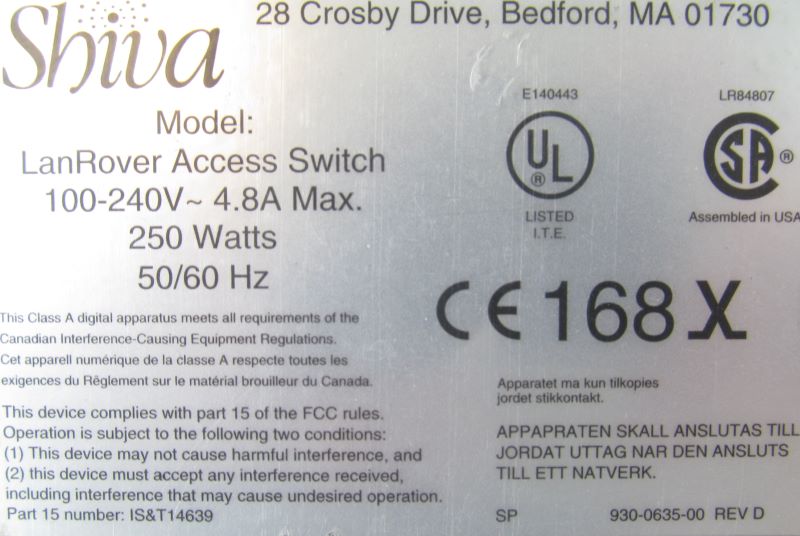 Shiva
28 Crosby Drive, Bedford, MA 01730
Model:
LanRover Access Switch
100-240V~ 4.8A Max.
250 Watts
50/60 Hz
E140443
UL
®
LISTED
I.T.E.
LR84807
SA ®
Assembled in USA
CE 168 X
This Class A digital apparatus meets all requirements of the
Canadian Interference-Causing Equipment Regulations.
Cet apparell numérique de la classe A respecte toutes les
exigences du Rêglement sur le matérial brouilleur du Canada.
This device complies with part 15 of the FCC rules.
Operation is subject to the following two conditions:
(1) This device may not cause harmful interference, and
(2) this device must accept any interference received,
including interference that may cause undesired operation.
Part 15 number: IS&T14639
Apparatet ma kun tilkopies
jordet stikkontakt.
APPAPRATEN SKALL ANSLUTAS TILL
JORDAT UTTAG NAR DEN ANSLUTS
TILL ETT NATVERK.
SP 930-0635-00 REV D